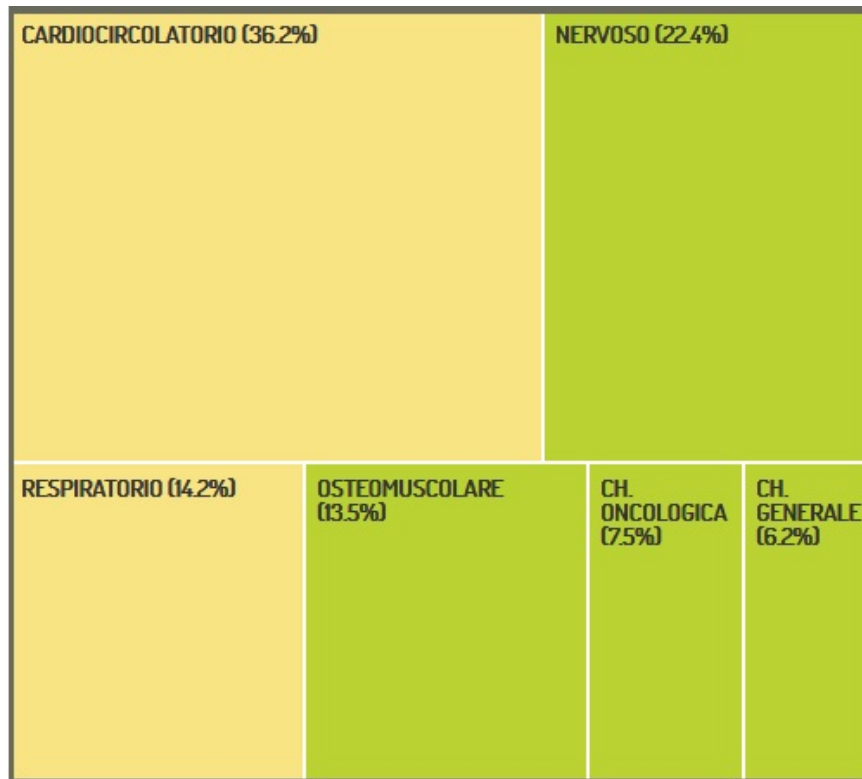 CARDIOCIRCOLATORIO (36.2%)
NERVOSO (22.4%)
RESPIRATORIO (14.2%)
OSTEOMUSCOLARE
(13.5%)
CH.
ONCOLOGICA
(7.5%)
CH.
GENERALE
(6.2%)